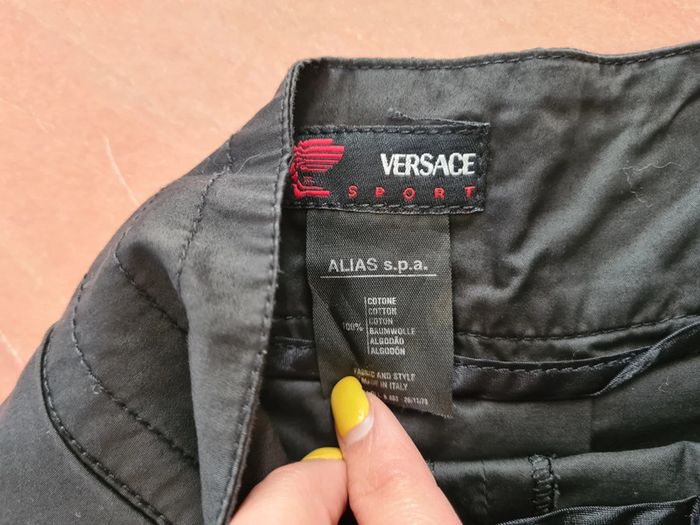 VERSACE
SPORT
ALIAS s.p.a.
100%
COTONE
COTTON
COTON
BAUMWOLLE
ALGODÃO
ALGODÓN
FABRIC AND STYLE
MADE IN ITALY